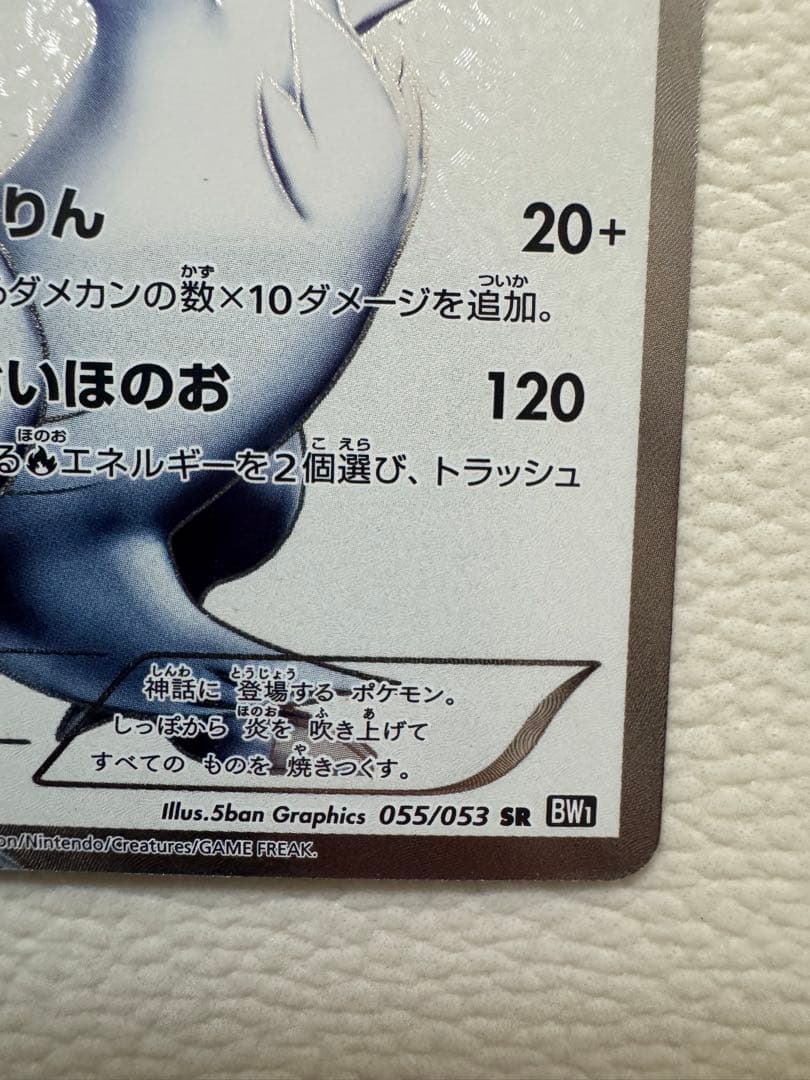 りん 20+
ダメカンの数×10ダメージを追加。
いほのお 120
る エネルギーを2個選び、トラッシュ
神話に 登場する ポケモン。
しっぽから 炎を 吹き上げて
すべての ものを 焼きつくす。
Illus.5ban Graphics 055/053 SR BW1
on/Nintendo/Creatures/GAME FREAK.